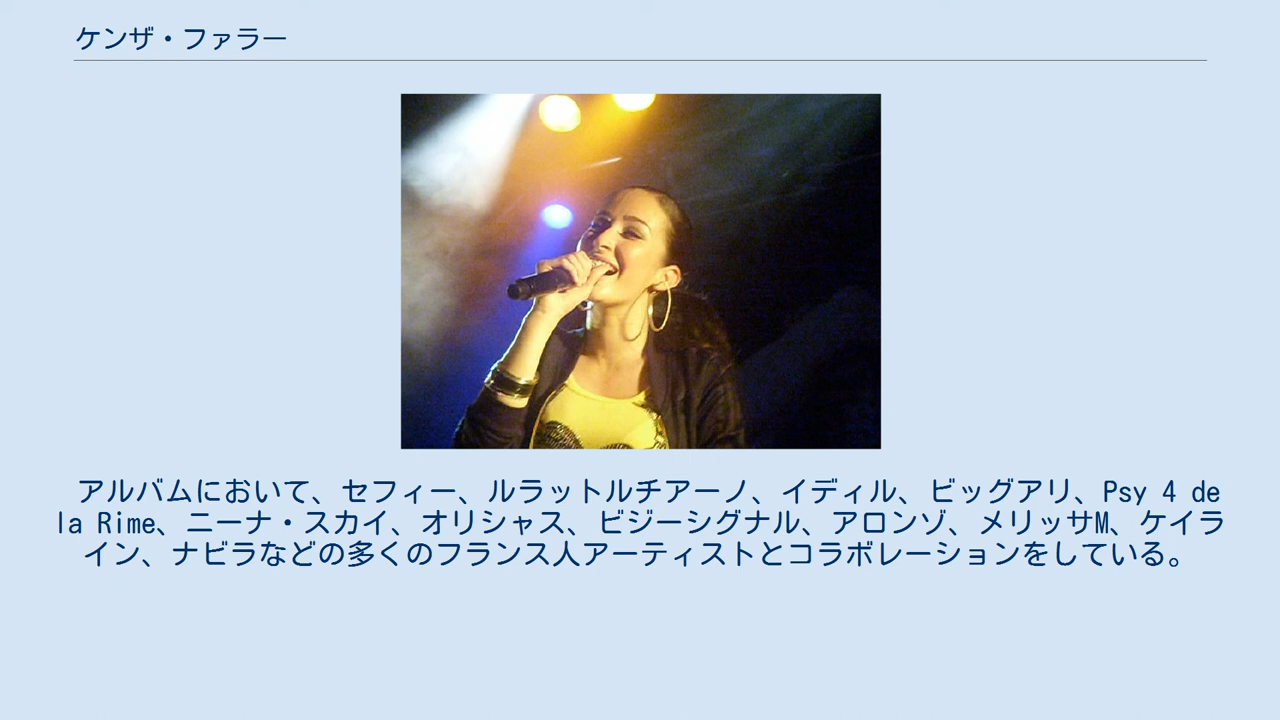 ケンザ・ファラー
アルバムにおいて、セフィー、ルラットルチアーノ、イディル、ビッグアリ、Psy 4 de
la Rime、ニーナ・スカイ、オリシャス、ビジーシグナル、アロンゾ、メリッサM、ケイラ
イン、ナビラなどの多くのフランス人アーティストとコラボレーションをしている。